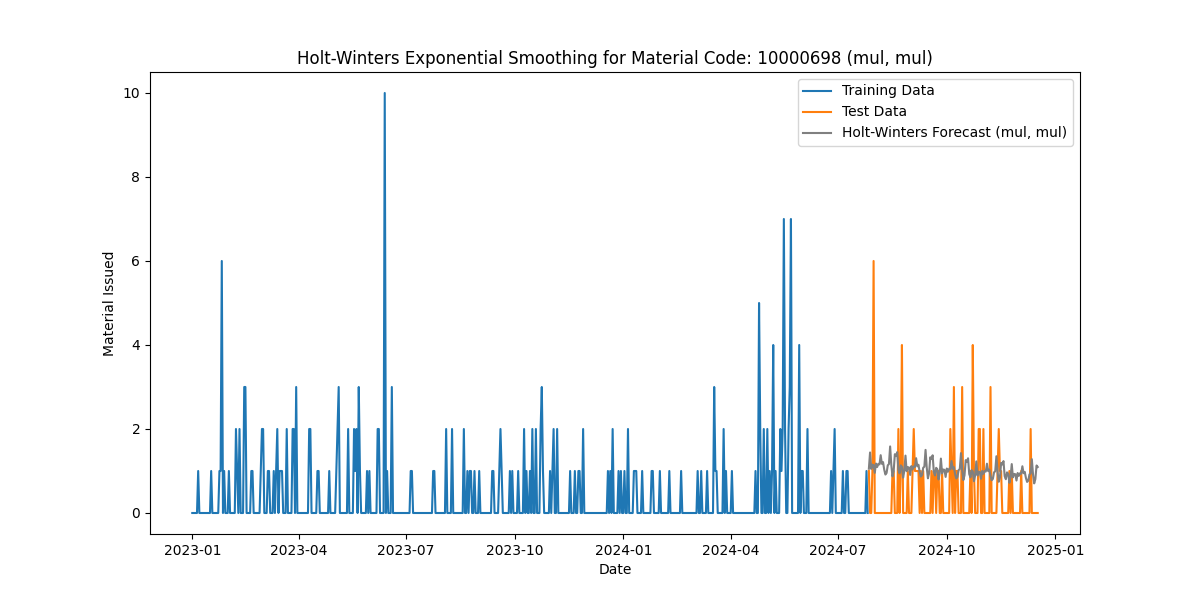 Holt-Winters Exponential Smoothing for Material Code: 10000698 (mul, mul)
Training Data
Test Data
Holt-Winters Forecast (mul, mul)
10
8
6
4
2
0
Material Issued
2023-01 2023-04 2023-07 2023-10 2024-01 2024-04 2024-07 2024-10 2025-01
Date